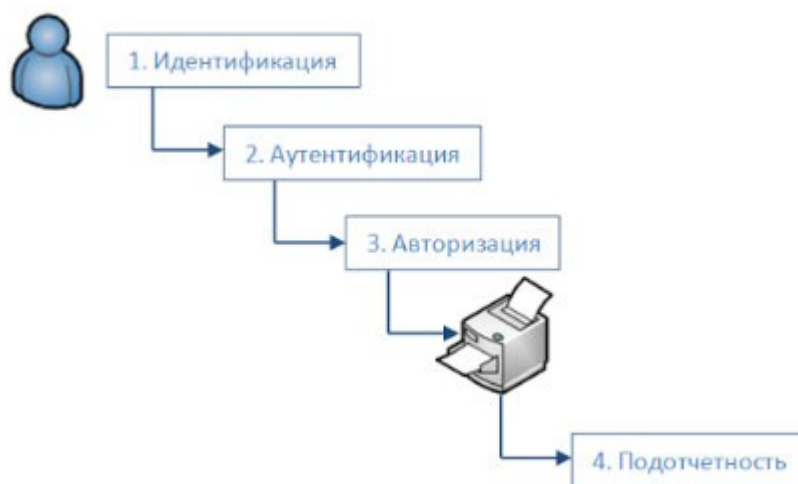 1. Идентификация
2. Аутентификация
3. Авторизация
4. Подотчетность